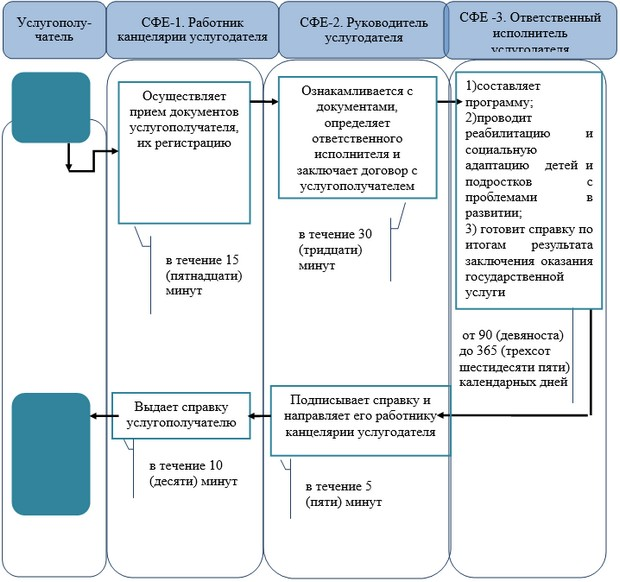 Услугополу-
чатель
СФЕ-1. Работник
канцелярии услугодателя
СФЕ-2. Руководитель
услугодателя
СФЕ -3. Ответственный
исполнитель
услугодателя
Осуществляет
прием документов
услугополучателя,
их регистрацию
в течение 15
(пятнадцати)
минут
Ознакамливается с
документами,
определяет
ответственного
исполнителя и
заключает договор с
услугополучателем
в течение 30
(тридцати)
минут
1)составляет
программу;
2)проводит
реабилитацию и
социальную
адаптацию детей и
подростков с
проблемами в
развитии;
3) готовит справку по
итогам результата
заключения оказания
государственной
услуги
от 90 (девяноста)
до 365 (трехсот
шестидесяти пяти)
календарных дней
Выдает справку
услугополучателю
в течение 10
(десяти) минут
Подписывает справку и
направляет его работнику
канцелярии услугодателя
в течение 5
(пяти) минут